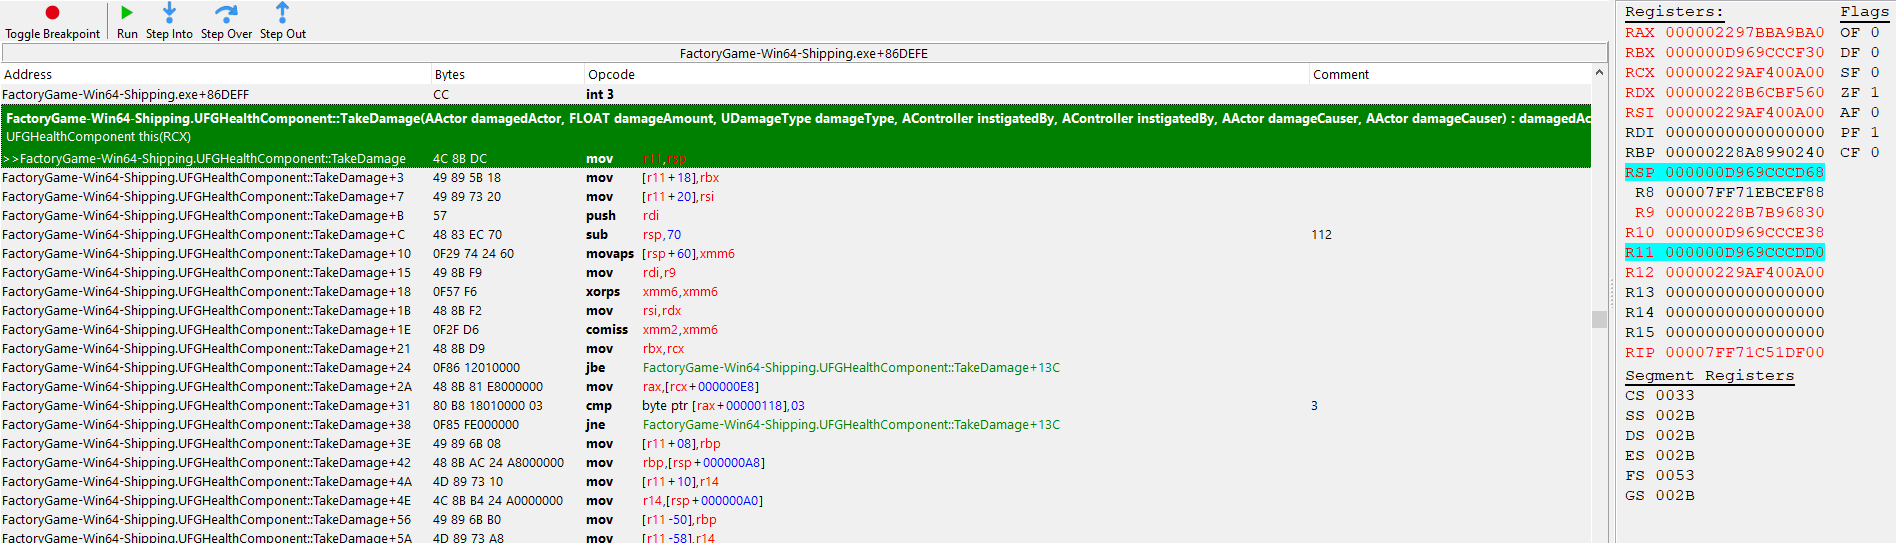 Toggle Breakpoint Run Step Into Step Over Step Out
FactoryGame-Win64-Shipping.exe+86DEFE
Address Bytes Opcode Comment
FactoryGame-Win64-Shipping.exe+86DEFF CC int 3
FactoryGame-Win64-Shipping.UFGHealthComponent::TakeDamage(AActor damagedActor, FLOAT damageAmount, UDamageType damageType, AController instigatedBy, AController instigatedBy, AActor damageCauser, AActor damageCauser) : damagedAc
UFGHealthComponent this(RCX)
>>FactoryGame-Win64-Shipping.UFGHealthComponent::TakeDamage 4C 8B DC mov r11,rsp
FactoryGame-Win64-Shipping.UFGHealthComponent::TakeDamage+3 49 89 5B 18 mov [r11+18],rbx
FactoryGame-Win64-Shipping.UFGHealthComponent::TakeDamage+7 49 89 73 20 mov [r11+20],rsi
FactoryGame-Win64-Shipping.UFGHealthComponent::TakeDamage+B 57 push rdi
FactoryGame-Win64-Shipping.UFGHealthComponent::TakeDamage+C 48 83 EC 70 sub rsp,70 112
FactoryGame-Win64-Shipping.UFGHealthComponent::TakeDamage+10 0F29 74 24 60 movaps [rsp+60],xmm6
FactoryGame-Win64-Shipping.UFGHealthComponent::TakeDamage+15 49 8B F9 mov rdi,r9
FactoryGame-Win64-Shipping.UFGHealthComponent::TakeDamage+18 0F57 F6 xorps xmm6,xmm6
FactoryGame-Win64-Shipping.UFGHealthComponent::TakeDamage+1B 48 8B F2 mov rsi,rdx
FactoryGame-Win64-Shipping.UFGHealthComponent::TakeDamage+1E 0F2F D6 comiss xmm2,xmm6
FactoryGame-Win64-Shipping.UFGHealthComponent::TakeDamage+21 48 8B D9 mov rbx,rcx
FactoryGame-Win64-Shipping.UFGHealthComponent::TakeDamage+24 0F86 12010000 jbe FactoryGame-Win64-Shipping.UFGHealthComponent::TakeDamage+13C
FactoryGame-Win64-Shipping.UFGHealthComponent::TakeDamage+2A 48 8B 81 E8000000 mov rax,[rcx+000000E8]
FactoryGame-Win64-Shipping.UFGHealthComponent::TakeDamage+31 80 B8 18010000 03 cmp byte ptr [rax+00000118],03 3
FactoryGame-Win64-Shipping.UFGHealthComponent::TakeDamage+38 0F85 FE000000 jne FactoryGame-Win64-Shipping.UFGHealthComponent::TakeDamage+13C
FactoryGame-Win64-Shipping.UFGHealthComponent::TakeDamage+3E 49 89 6B 08 mov [r11+08],rbp
FactoryGame-Win64-Shipping.UFGHealthComponent::TakeDamage+42 48 8B AC 24 A8000000 mov rbp,[rsp+000000A8]
FactoryGame-Win64-Shipping.UFGHealthComponent::TakeDamage+4A 4D 89 73 10 mov [r11+10],r14
FactoryGame-Win64-Shipping.UFGHealthComponent::TakeDamage+4E 4C 8B B4 24 A0000000 mov r14,[rsp+000000A0]
FactoryGame-Win64-Shipping.UFGHealthComponent::TakeDamage+56 49 89 6B B0 mov [r11-50],rbp
FactoryGame-Win64-Shipping.UFGHealthComponent::TakeDamage+5A 4D 89 73 A8 mov [r11-58],r14
Registers: Flags
RAX 000002297BBA9BA0 OF 0
RBX 000000D969CCCF30 DF 0
RCX 00000229AF400A00 SF 0
RDX 00000228B6CBF560 ZF 1
RSI 00000229AF400A00 AF 0
RDI 0000000000000000 PF 1
RBP 00000228A8990240 CF 0
RSP 000000D969CCCD68
R8 00007FF71EBCEF88
R9 00000228B7B96830
R10 000000D969CCCE38
R11 000000D969CCCDD0
R12 00000229AF400A00
R13 0000000000000000
R14 0000000000000000
R15 0000000000000000
RIP 00007FF71C51DF00
Segment Registers
CS 0033
SS 002B
DS 002B
ES 002B
FS 0053
GS 002B